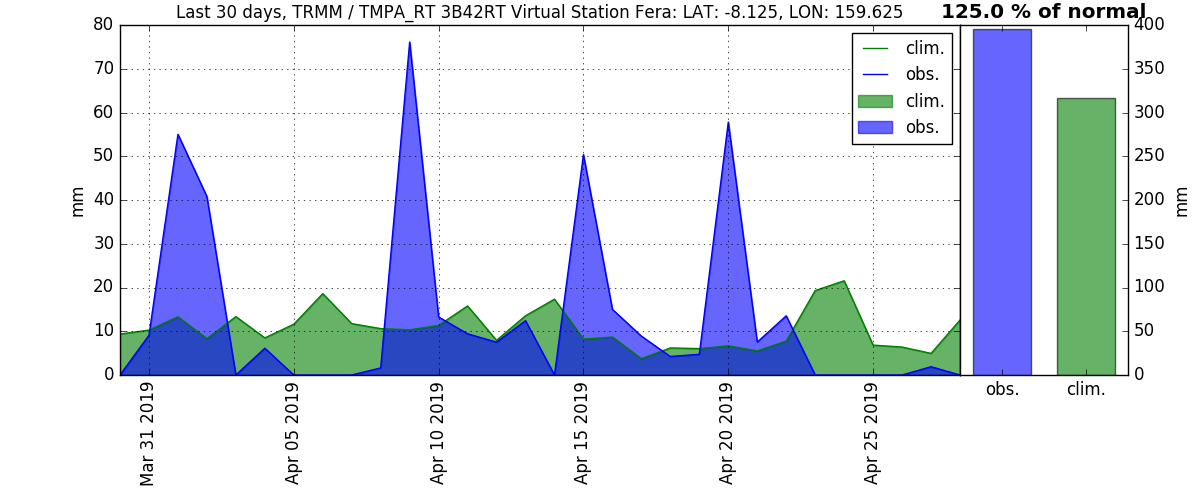 Last 30 days, TRMM / TMPA_RT 3B42RT Virtual Station Fera: LAT: -8.125, LON: 159.625
125.0 % of normal
80
70
60
50
40
30
20
10
0
mm
clim.
obs.
clim.
obs.
400
350
300
250
200
150
100
50
0
mm
obs.
clim.
Mar 31 2019
Apr 05 2019
Apr 10 2019
Apr 15 2019
Apr 20 2019
Apr 25 2019